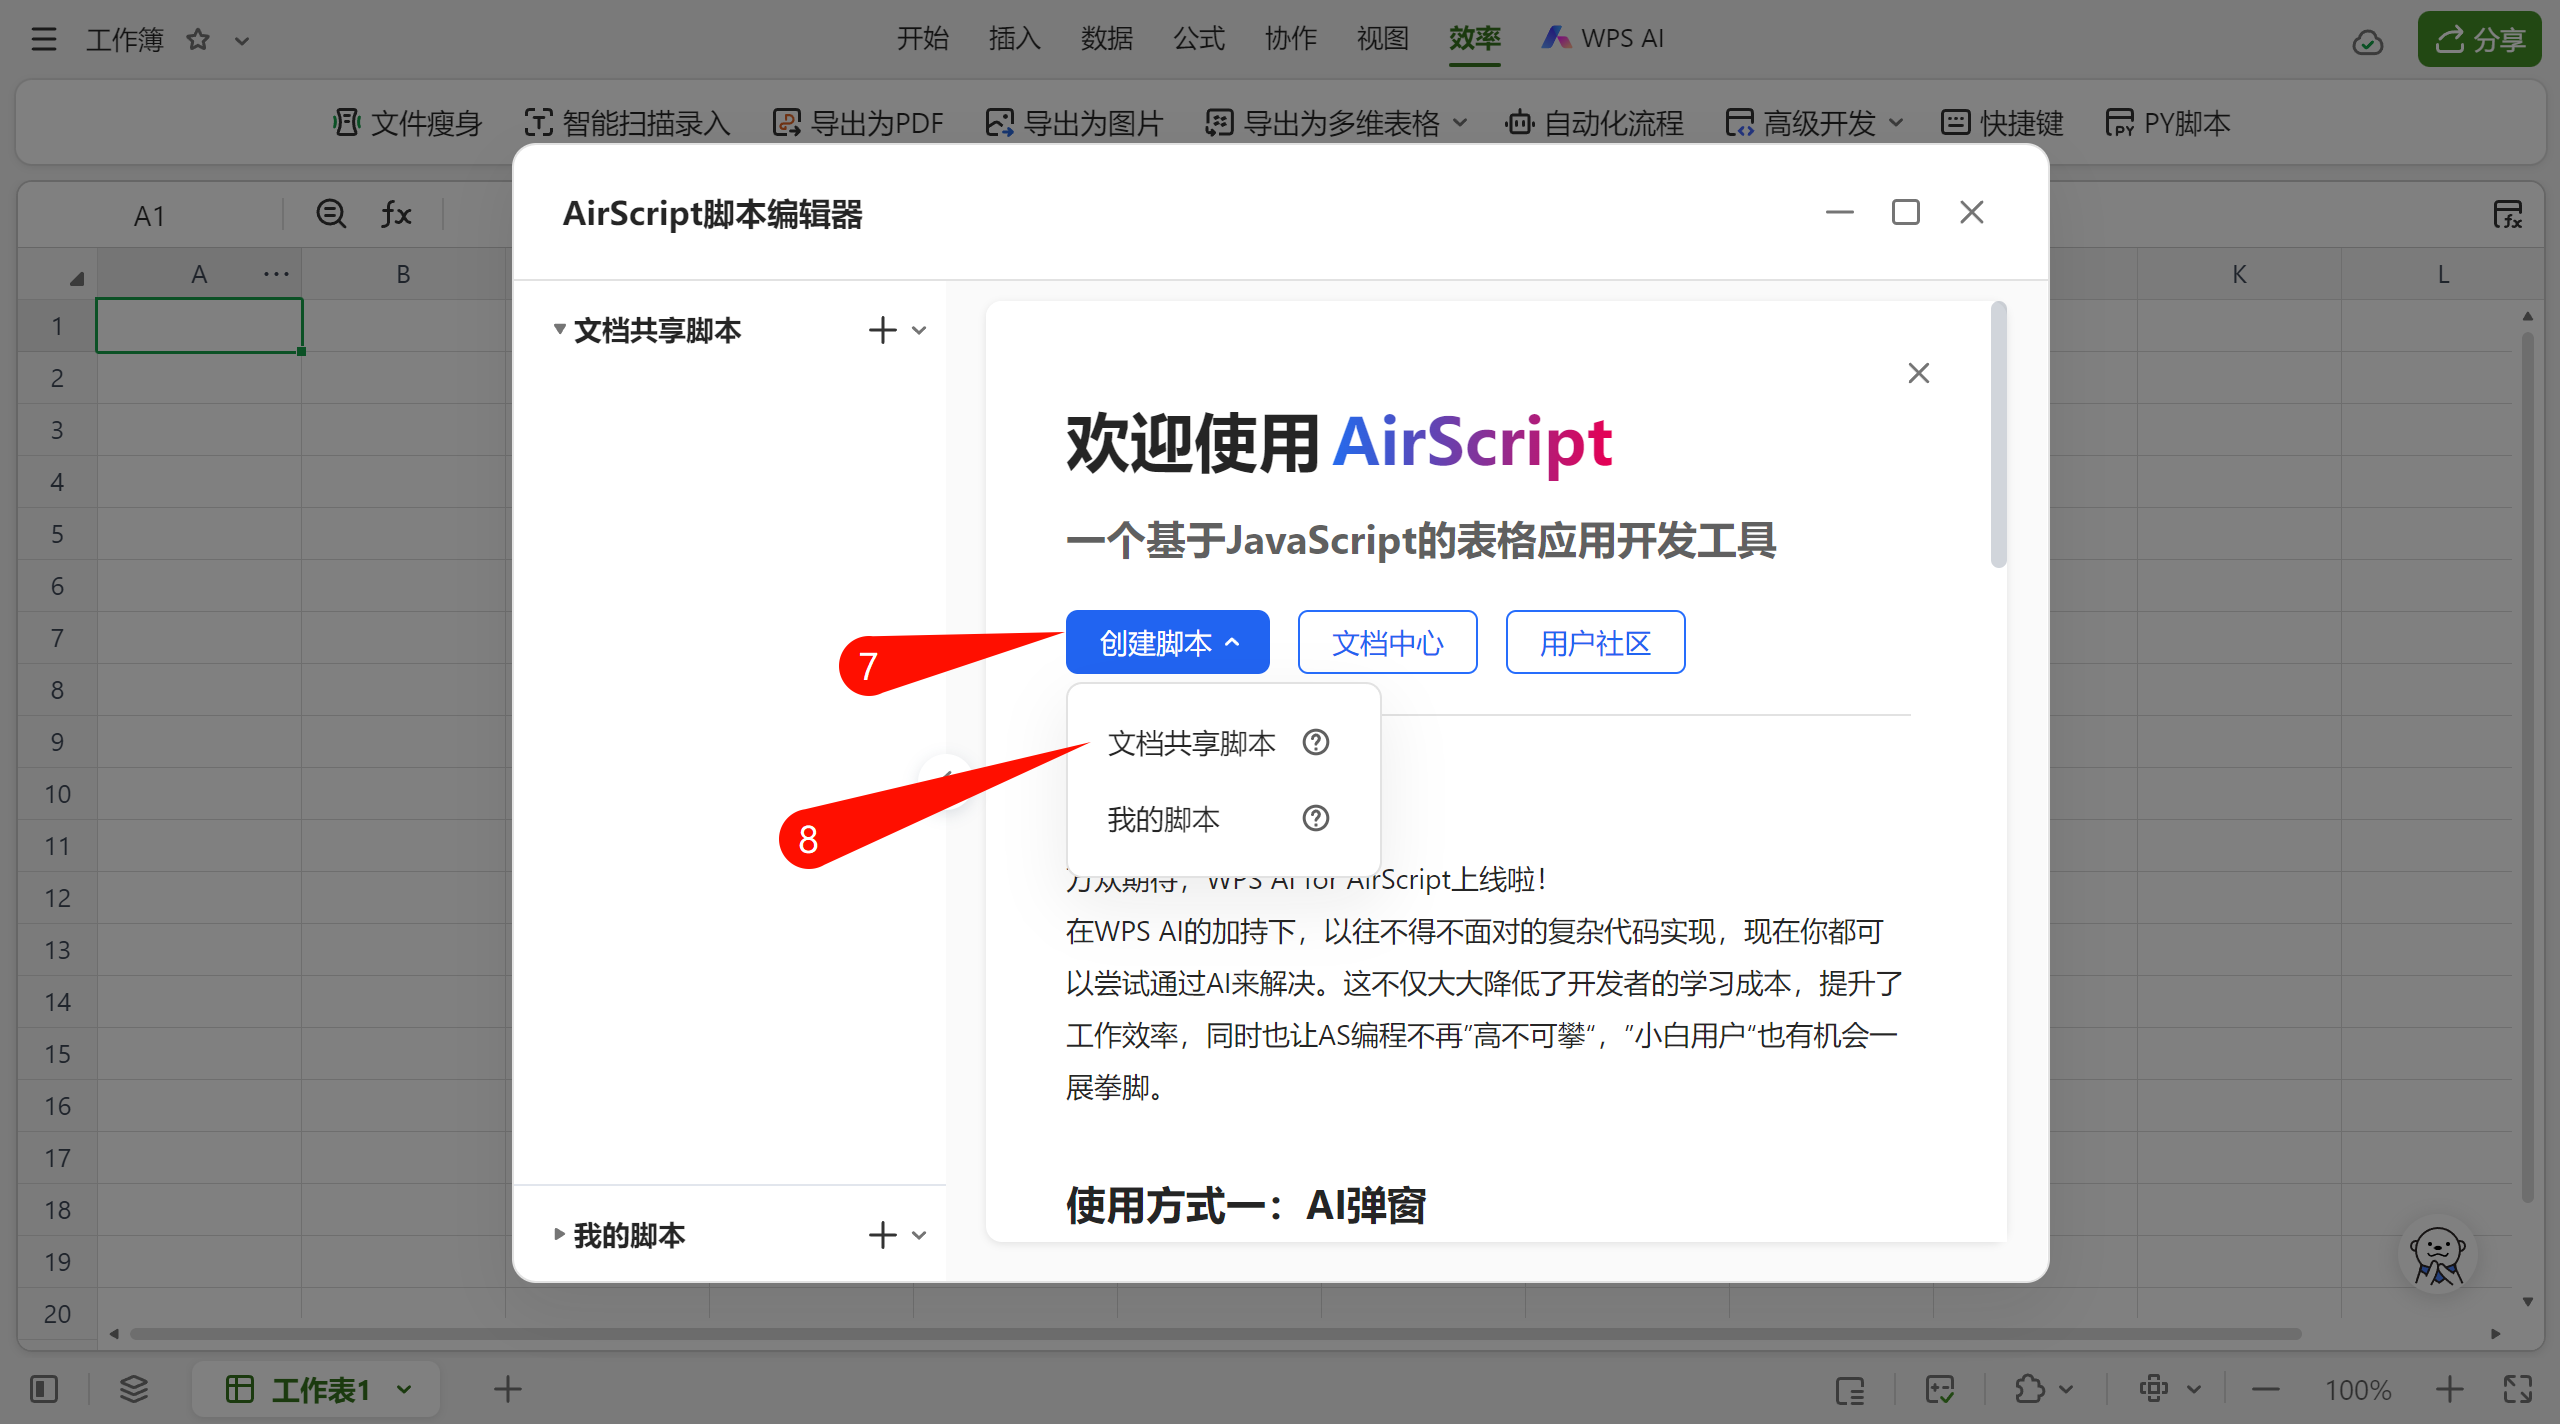 工作簿
开始 插入 数据 公式 协作 视图 效率 WPS AI
分享
文件瘦身 智能扫描录入 导出为PDF 导出为图片 导出为多维表格 自动化流程 高级开发 快捷键 PY脚本
A1 fx
A B K L
1
2
3
4
5
6
7
8
9
10
11
12
13
14
15
16
17
18
19
20
AirScript脚本编辑器
文档共享脚本
我的脚本
欢迎使用 AirScript
一个基于JavaScript的表格应用开发工具
7
创建脚本 文档中心 用户社区
8
文档共享脚本
我的脚本
万众期待，WPS AI for AirScript上线啦！
在WPS AI的加持下，以往不得不面对的复杂代码实现，现在你都可
以尝试通过AI来解决。这不仅大大降低了开发者的学习成本，提升了
工作效率，同时也让AS编程不再”高不可攀“，”小白用户“也有机会一
展拳脚。
使用方式一：AI弹窗
工作表1
100%